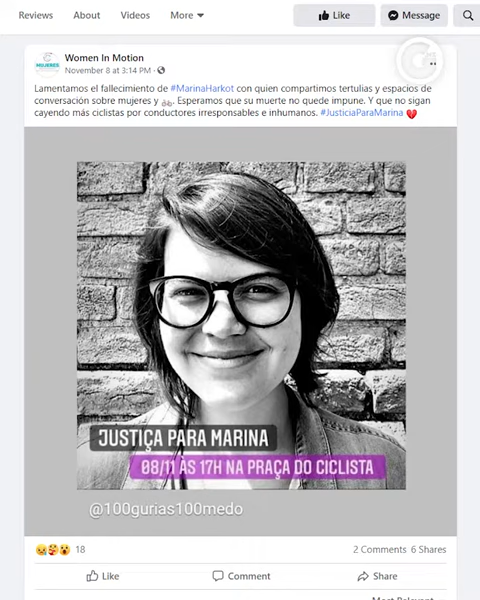 Reviews About Videos More Like Message
Women In Motion
November 8 at 3:14 PM ·
Lamentamos el fallecimiento de #MarinaHarkot con quien compartimos tertulias y espacios de
conversación sobre mujeres y 🚲. Esperamos que su muerte no quede impune. Y que no sigan
cayendo más ciclistas por conductores irresponsables e inhumanos. #JusticiaParaMarina 💔
MUJERES
JUSTIÇA PARA MARINA
08/11 ÀS 17H NA PRAÇA DO CICLISTA
@100gurias100medo
18 2 Comments 6 Shares
Like Comment Share
Most Relevant